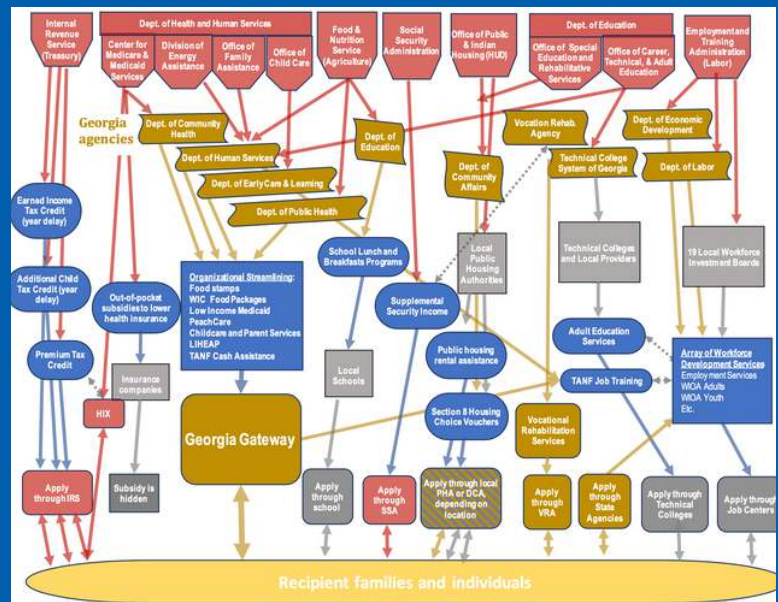 Internal
Revenue
Service
(Treasury)
Dept. of Health and Human Services
Center for
Medicare &
Medicaid
Services
Division of
Energy
Assistance
Office of
Family
Assistance
Office of
Child Care
Food &
Nutrition
Service
(Agriculture)
Social
Security
Administration
Office of Public
& Indian
Housing (HUD)
Dept. of Education
Office of Special
Education and
Rehabilitative
Services
Office of Career,
Technical, & Adult
Education
Employment and
Training
Administration
(Labor)
Georgia
agencies
Dept. of Community
Health
Dept. of Human Services
Dept. of Early Care & Learning
Dept. of Public Health
Dept. of
Education
Dept. of
Community
Affairs
Vocation Rehab.
Agency
Technical College
System of Georgia
Dept. of Economic
Development
Dept. of Labor
Earned Income
Tax Credit
(year delay)
Additional Child
Tax Credit (year
delay)
Premium Tax
Credit
Out-of-pocket
subsidies to lower
health insurance
Organizational Streamlining:
Food stamps
WIC Food Packages
Low Income Medicaid
PeachCare
Childcare and Parent Services
LIHEAP
TANF Cash Assistance
School Lunch and
Breakfasts Programs
Supplemental
Security Income
Local
Public
Housing
Authorities
Technical Colleges
and Local Providers
19 Local Workforce
Investment Boards
Public housing
rental assistance
Adult Education
Services
Array of Workforce
Development Services
Employment Services
WIOA Adults
WIOA Youth
Etc.
Insurance
companies
Local
Schools
TANF Job Training
HIX
Georgia Gateway
Section 8 Housing
Choice Vouchers
Vocational
Rehabilitation
Services
Apply
through IRS
Subsidy is
hidden
Apply
through
school
Apply
through
SSA
Apply through local
PHA or DCA,
depending on
location
Apply
through
VRA
Apply
through
State
Agencies
Apply through
Technical
Colleges
Apply through
Job Centers
Recipient families and individuals